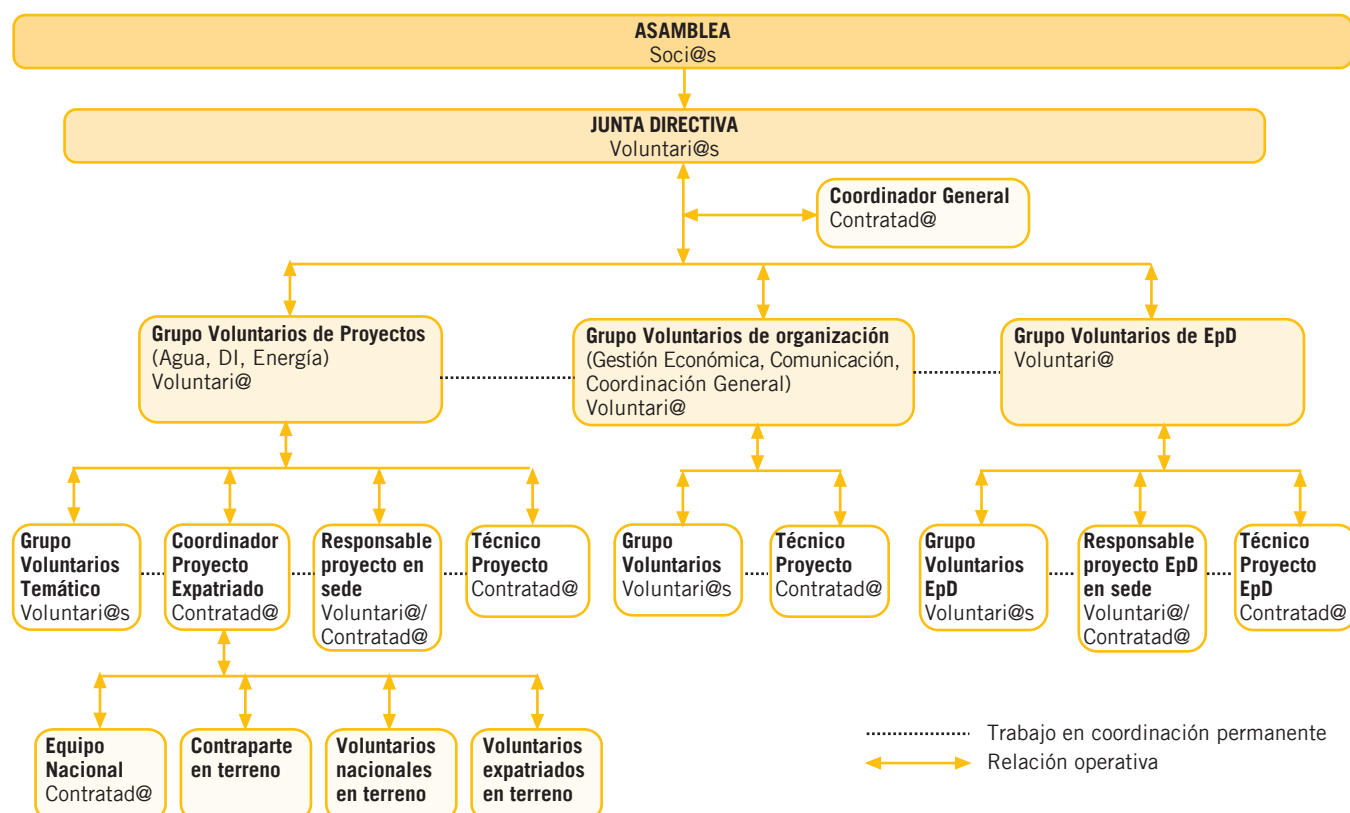 ASAMBLEA
Soci@s
JUNTA DIRECTIVA
Voluntari@s
Coordinador General
Contratad@
Grupo Voluntarios de Proyectos
(Agua, DI, Energía)
Voluntari@
Grupo Voluntarios de organización
(Gestión Económica, Comunicación,
Coordinación General)
Voluntari@
Grupo Voluntarios de EpD
Voluntari@
Grupo
Voluntarios
Temático
Voluntari@s
Coordinador
Proyecto
Expatriado
Contratad@
Responsable
proyecto en
sede
Voluntari@/
Contratad@
Técnico
Proyecto
Contratad@
Grupo
Voluntarios
Voluntari@s
Técnico
Proyecto
Contratad@
Grupo
Voluntarios
EpD
Voluntari@s
Responsable
proyecto EpD
en sede
Voluntari@/
Contratad@
Técnico
Proyecto
EpD
Contratad@
Equipo
Nacional
Contratad@
Contraparte
en terreno
Voluntarios
nacionales
en terreno
Voluntarios
expatriados
en terreno
Trabajo en coordinación permanente
Relación operativa